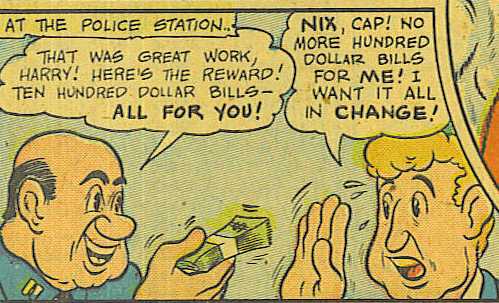 AT THE POLICE STATION..
THAT WAS GREAT WORK,
HARRY! HERE'S THE REWARD!
TEN HUNDRED DOLLAR BILLS—
ALL FOR YOU!
NIX, CAP! NO
MORE HUNDRED
DOLLAR BILLS
FOR ME! I
WANT IT ALL
IN CHANGE!